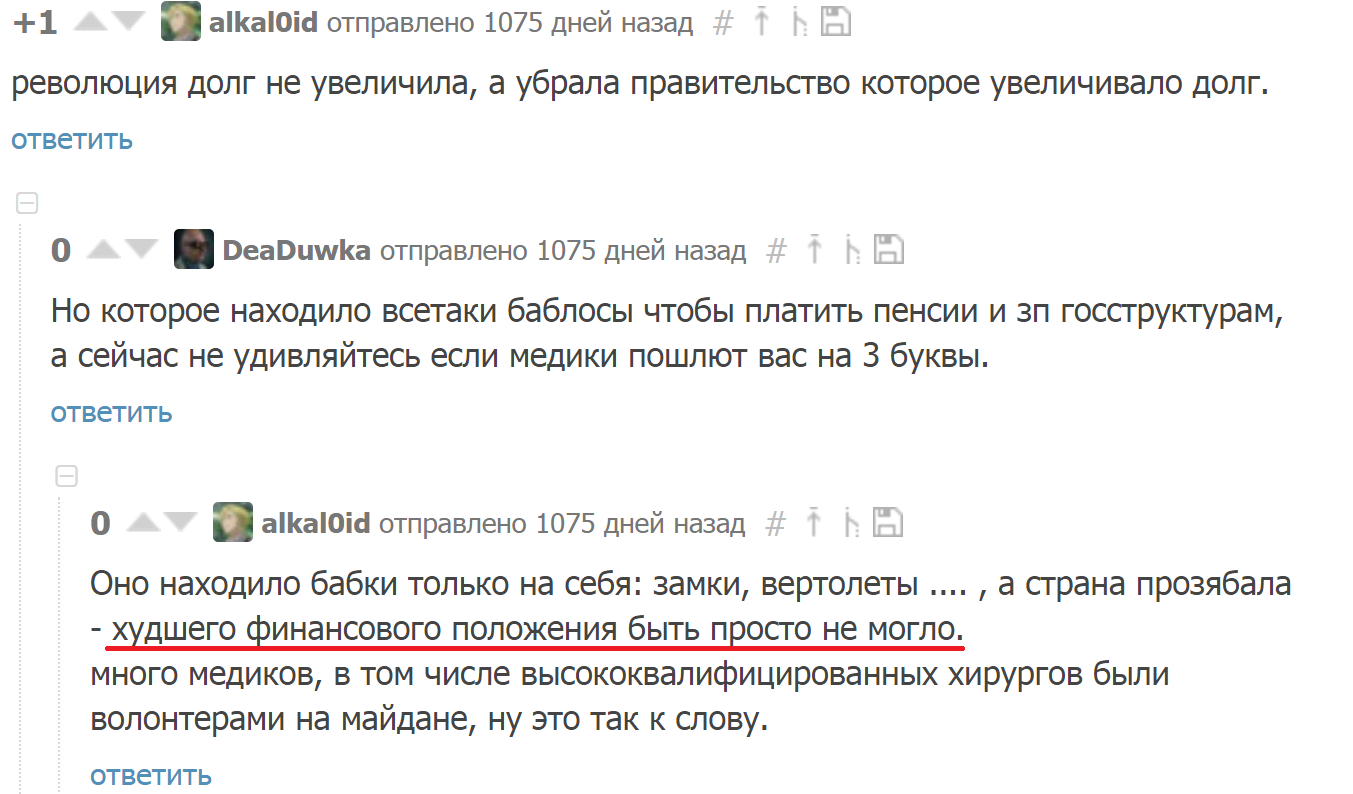 +1 alkal0id отправлено 1075 дней назад #
революция долг не увеличила, а убрала правительство которое увеличивало долг.
ответить
0 DeaDuwka отправлено 1075 дней назад #
Но которое находило всетаки баблосы чтобы платить пенсии и зп госструктурам,
а сейчас не удивляйтесь если медики пошлют вас на 3 буквы.
ответить
0 alkal0id отправлено 1075 дней назад #
Оно находило бабки только на себя: замки, вертолеты .... , а страна прозябала
- худшего финансового положения быть просто не могло.
много медиков, в том числе высококвалифицированных хирургов были
волонтерами на майдане, ну это так к слову.
ответить